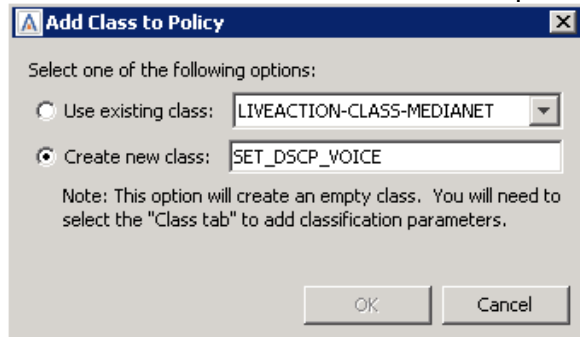 Add Class to Policy
Select one of the following options:
Use existing class: LIVEACTION-CLASS-MEDIANET
Create new class: SET_DSCP_VOICE
Note: This option will create an empty class. You will need to
select the "Class tab" to add classification parameters.
OK Cancel